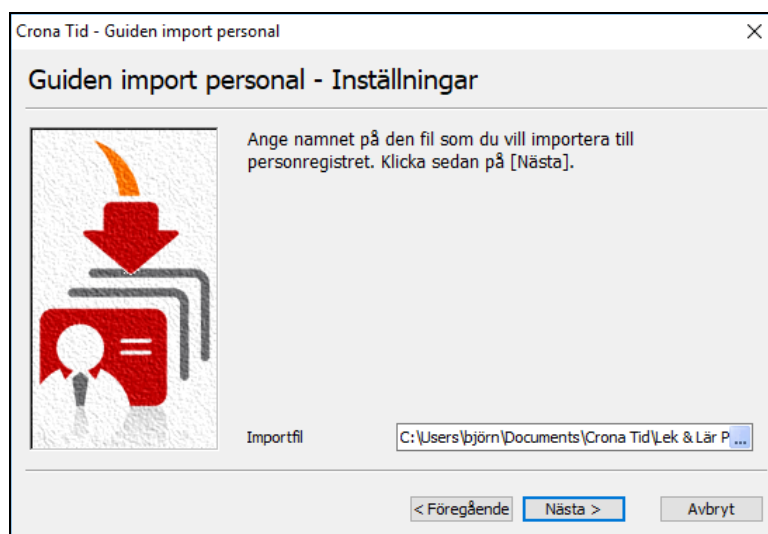 Crona Tid - Guiden import personal
Guiden import personal - Inställningar
Ange namnet på den fil som du vill importera till
personregistret. Klicka sedan på [Nästa].
Importfil C:\Users\björn\Documents\Crona Tid\Lek & Lär P...
< Föregående Nästa > Avbryt